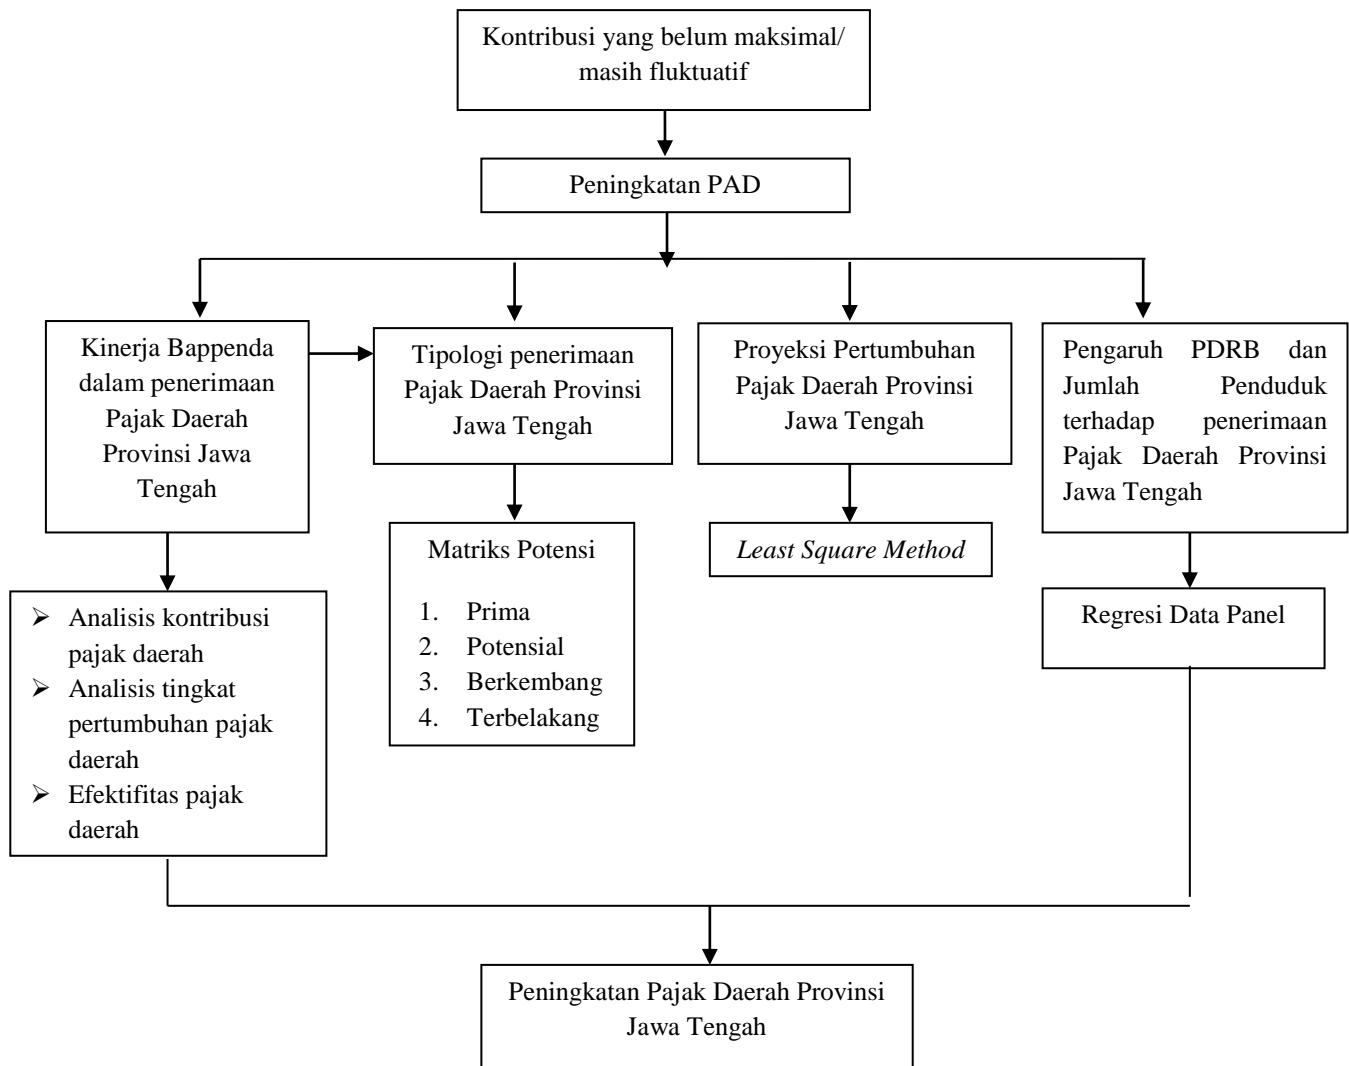 Kontribusi yang belum maksimal/
masih fluktuatif
Peningkatan PAD
Kinerja Bappenda
dalam penerimaan
Pajak Daerah
Provinsi Jawa
Tengah
Tipologi penerimaan
Pajak Daerah Provinsi
Jawa Tengah
Proyeksi Pertumbuhan
Pajak Daerah Provinsi
Jawa Tengah
Pengaruh PDRB dan
Jumlah Penduduk
terhadap penerimaan
Pajak Daerah Provinsi
Jawa Tengah
➢ Analisis kontribusi
pajak daerah
➢ Analisis tingkat
pertumbuhan pajak
daerah
➢ Efektifitas pajak
daerah
Matriks Potensi
1. Prima
2. Potensial
3. Berkembang
4. Terbelakang
Least Square Method
Regresi Data Panel
Peningkatan Pajak Daerah Provinsi
Jawa Tengah